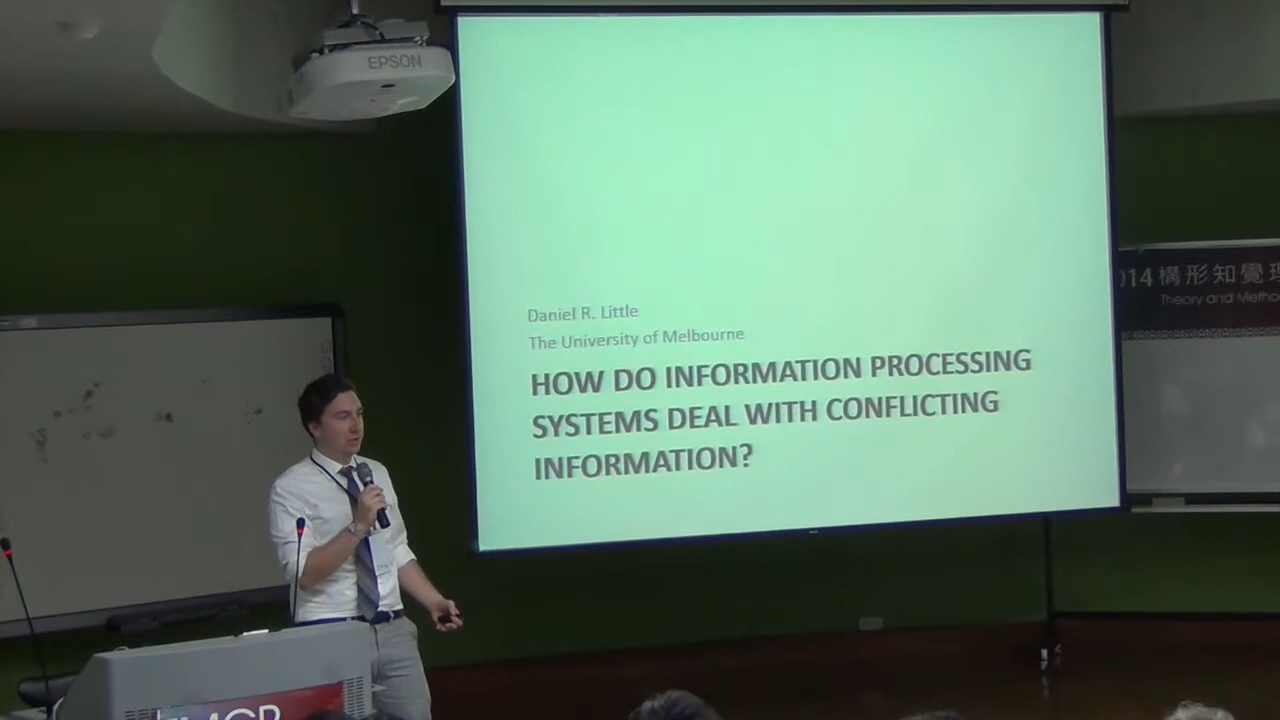 EPSON
Daniel R. Little
The University of Melbourne
HOW DO INFORMATION PROCESSING
SYSTEMS DEAL WITH CONFLICTING
INFORMATION?
014 構形知覺
Theory and